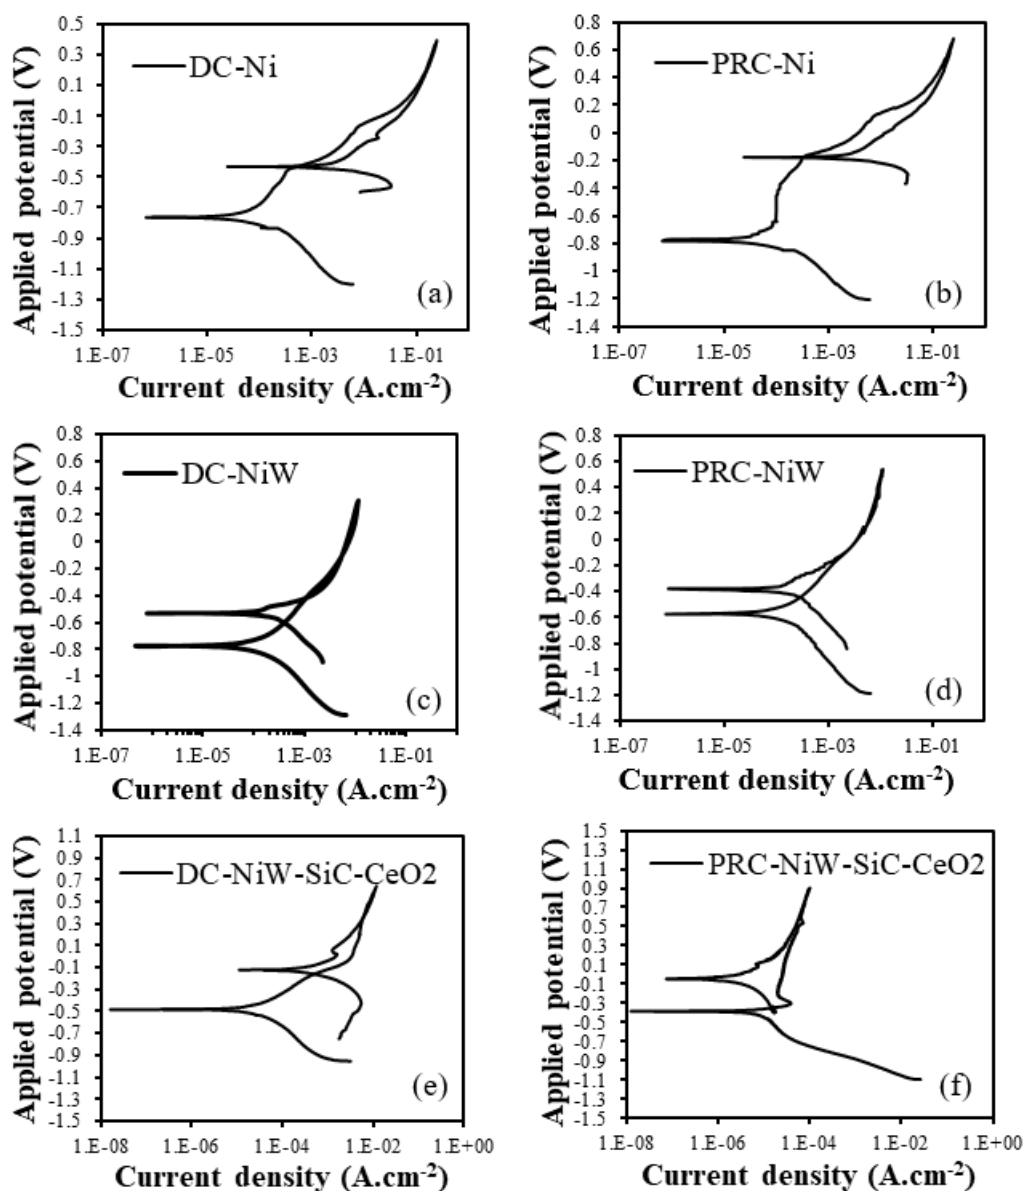 Applied potential (V)
0.5
0.3
0.1
-0.1
-0.3
-0.5
-0.7
-0.9
-1.1
-1.3
-1.5
DC-Ni
(a)
1.E-07
1.E-05
1.E-03
1.E-01
Current density (A.cm-2)
Applied potential (V)
0.8
0.6
0.4
0.2
0
-0.2
-0.4
-0.6
-0.8
-1
-1.2
-1.4
PRC-Ni
(b)
1.E-07
1.E-05
1.E-03
1.E-01
Current density (A.cm-2)
Applied potential (V)
0.8
0.6
0.4
0.2
0
-0.2
-0.4
-0.6
-0.8
-1
-1.2
-1.4
DC-NiW
(c)
1.E-07
1.E-05
1.E-03
1.E-01
Current density (A.cm-2)
Applied potential (V)
0.8
0.6
0.4
0.2
0
-0.2
-0.4
-0.6
-0.8
-1
-1.2
-1.4
PRC-NiW
(d)
1.E-07
1.E-05
1.E-03
1.E-01
Current density (A.cm-2)
Applied potential (V)
1.1
0.9
0.7
0.5
0.3
0.1
-0.1
-0.3
-0.5
-0.7
-0.9
-1.1
-1.3
-1.5
DC-NiW-SiC-CeO2
(e)
1.E-08
1.E-06
1.E-04
1.E-02
1.E+00
Current density (A.cm-2)
Applied potential (V)
1.5
1.3
1.1
0.9
0.7
0.5
0.3
0.1
-0.1
-0.3
-0.5
-0.7
-0.9
-1.1
-1.3
-1.5
PRC-NiW-SiC-CeO2
(f)
1.E-08
1.E-06
1.E-04
1.E-02
1.E+00
Current density (A.cm-2)